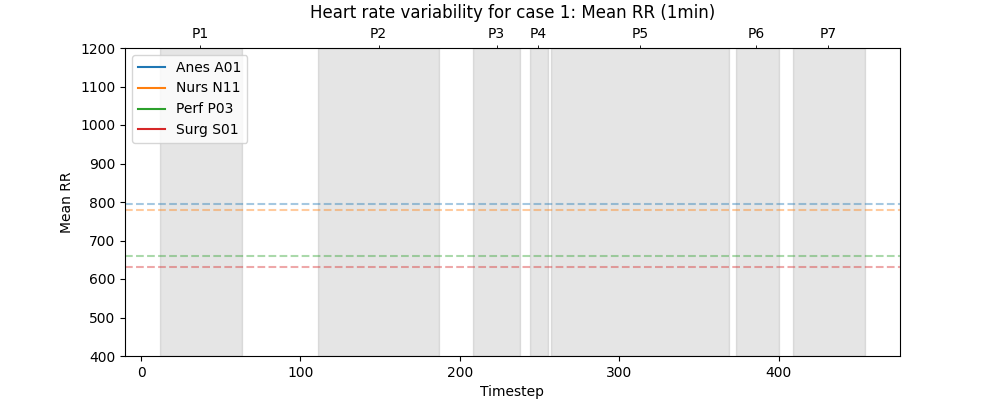 Heart rate variability for case 1: Mean RR (1min)
P1 P2 P3 P4 P5 P6 P7
1200
1100
1000
900
800
700
600
500
400
Mean RR
Anes A01
Nurs N11
Perf P03
Surg S01
0 100 200 300 400
Timestep